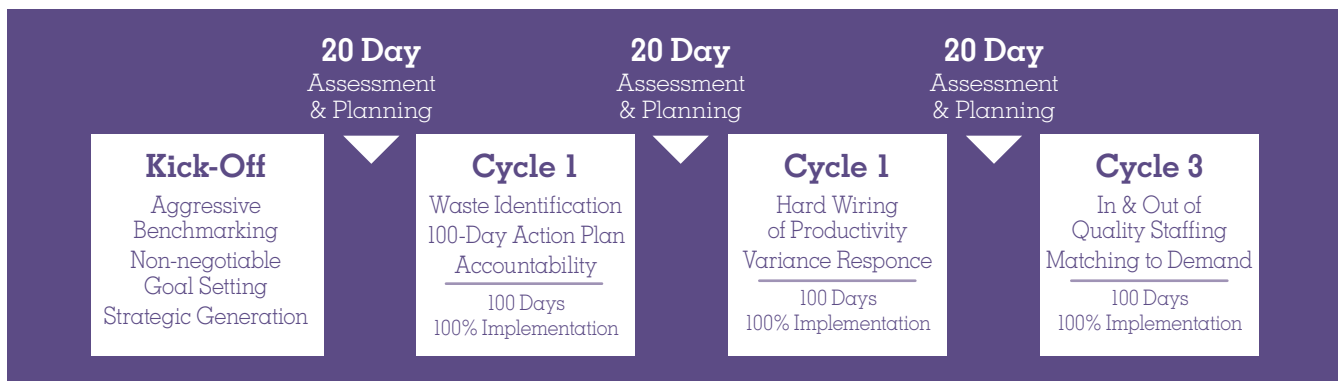 20 Day
Assessment
& Planning
20 Day
Assessment
& Planning
20 Day
Assessment
& Planning
Kick-Off
Aggressive
Benchmarking
Non-negotiable
Goal Setting
Strategic Generation
Cycle 1
Waste Identification
100-Day Action Plan
Accountability
100 Days
100% Implementation
Cycle 1
Hard Wiring
of Productivity
Variance Responce
100 Days
100% Implementation
Cycle 3
In & Out of
Quality Staffing
Matching to Demand
100 Days
100% Implementation